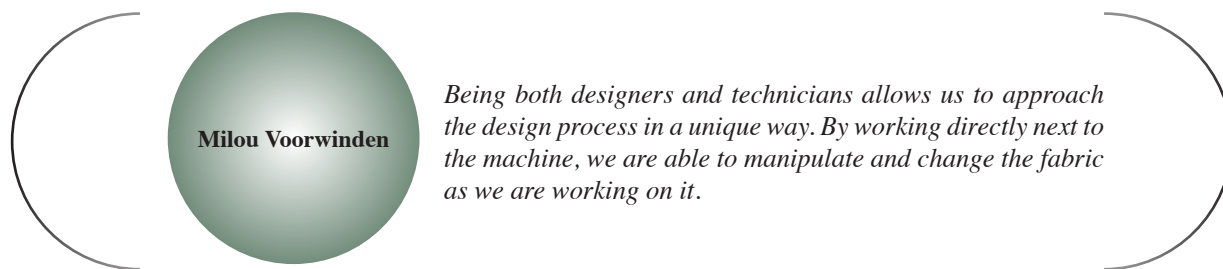 Milou Voorwinden
Being both designers and technicians allows us to approach
the design process in a unique way. By working directly next to
the machine, we are able to manipulate and change the fabric
as we are working on it.